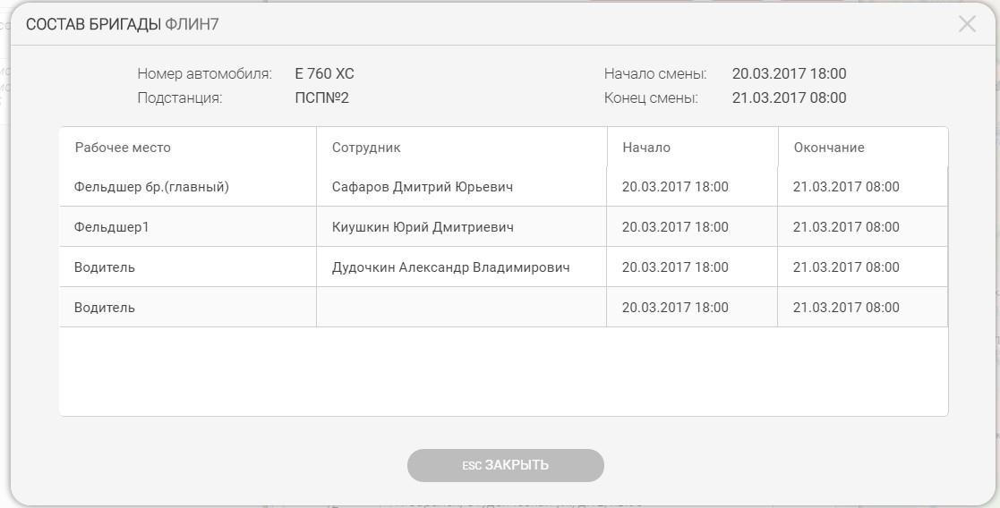 СОСТАВ БРИГАДЫ ФЛИН7
Номер автомобиля: Е 760 ХС Начало смены: 20.03.2017 18:00
Подстанция: ПСП№2 Конец смены: 21.03.2017 08:00
Рабочее место Сотрудник Начало Окончание
Фельдшер бр.(главный) Сафаров Дмитрий Юрьевич 20.03.2017 18:00 21.03.2017 08:00
Фельдшер1 Киушкин Юрий Дмитриевич 20.03.2017 18:00 21.03.2017 08:00
Водитель Дудочкин Александр Владимирович 20.03.2017 18:00 21.03.2017 08:00
Водитель 20.03.2017 18:00 21.03.2017 08:00
ESC ЗАКРЫТЬ